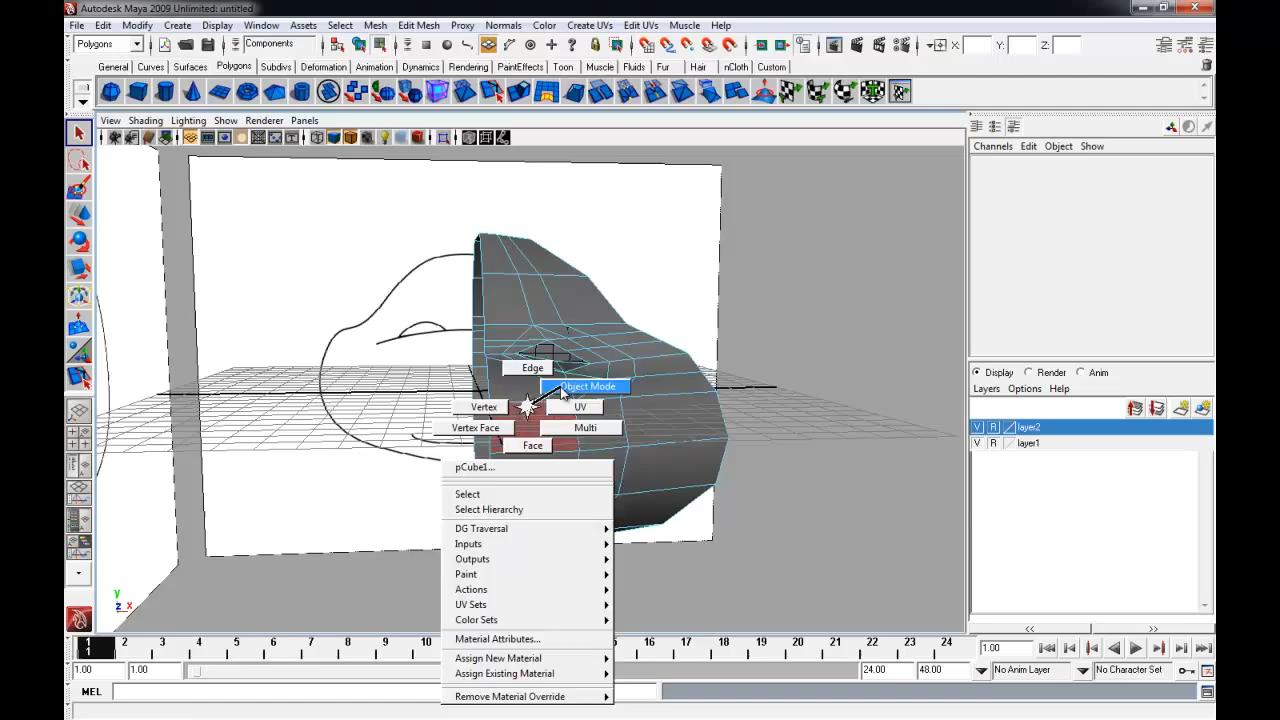 Autodesk Maya 2009 Unlimited: untitled
File Edit Modify Create Display Window Assets Select Mesh Edit Mesh Proxy Normals Color Create UVs Edit UVs Muscle Help
Polygons Components X: Y: Z:
General Curves Surfaces Polygons Subdivs Deformation Animation Dynamics Rendering PaintEffects Toon Muscle Fluids Fur Hair nCloth Custom
View Shading Lighting Show Renderer Panels
Channels Edit Object Show
Edge
Object Mode
Vertex UV
Vertex Face Multi
Face
pCube1...
Select
Select Hierarchy
DG Traversal
Inputs
Outputs
Paint
Actions
UV Sets
Color Sets
Material Attributes...
Assign New Material
Assign Existing Material
Remove Material Override
Display Render Anim
Layers Options Help
V R layer2
V R layer1
y
z x
1 2 3 4 5 6 7 8 9 10 15 16 17 18 19 20 21 22 23 24
1
1.00
1.00 1.00 24.00 48.00 No Anim Layer No Character Set
MEL